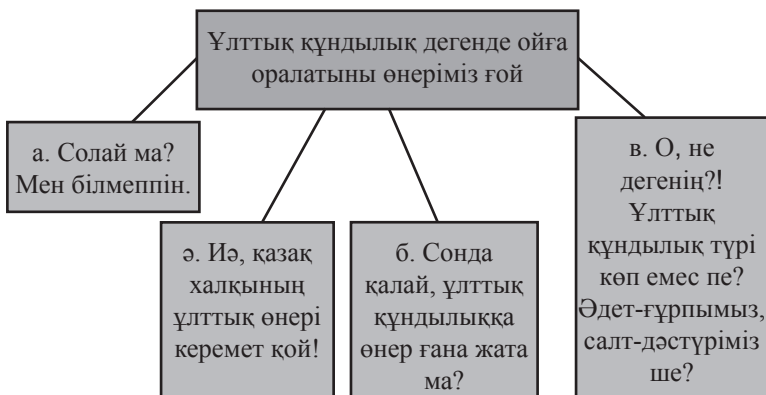 Ұлттық құндылық дегенде ойға
оралатыны өнеріміз ғой
а. Солай ма?
Мен білмеппін.
ә. Иә, қазақ
халқының
ұлттық өнері
керемет қой!
б. Сонда
қалай, ұлттық
құндылыққа
өнер ғана жата
ма?
в. О, не
дегенің?!
Ұлттық
құндылық түрі
көп емес пе?
Әдет-ғұрпымыз,
салт-дәстүріміз
ше?